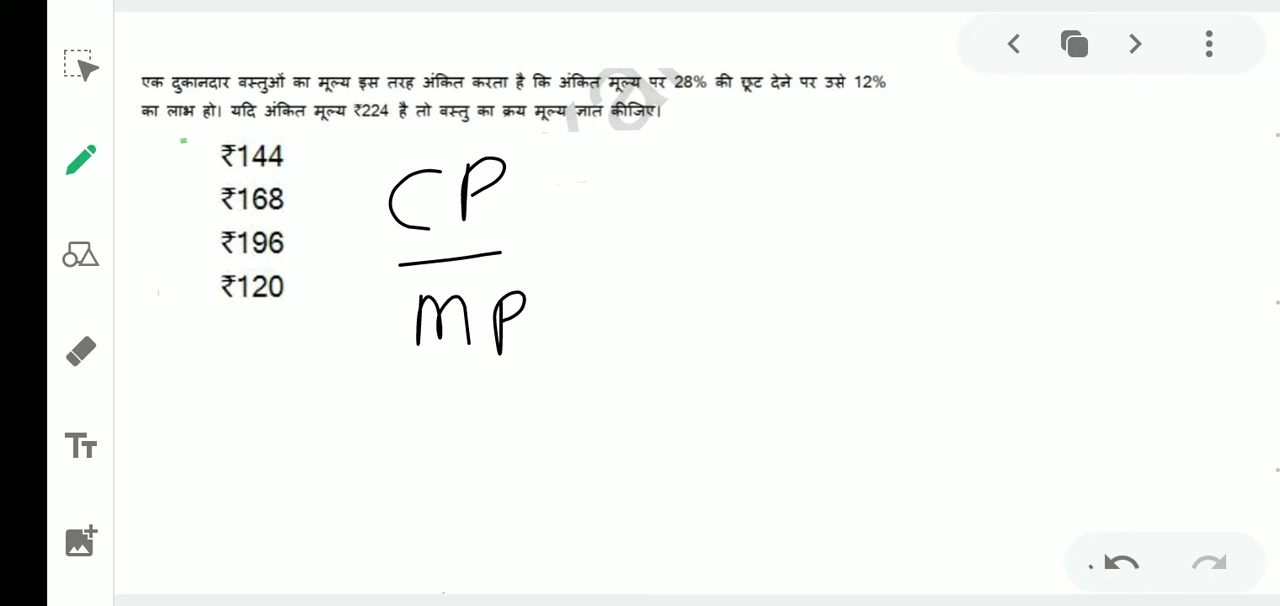 एक दुकानदार वस्तुओं का मूल्य इस तरह अंकित करता है कि अंकित मूल्य पर 28% की छूट देने पर उसे 12%
का लाभ हो। यदि अंकित मूल्य ₹224 है तो वस्तु का क्रय मूल्य ज्ञात कीजिए।
₹144
₹168
₹196
₹120
CP
MP
TT